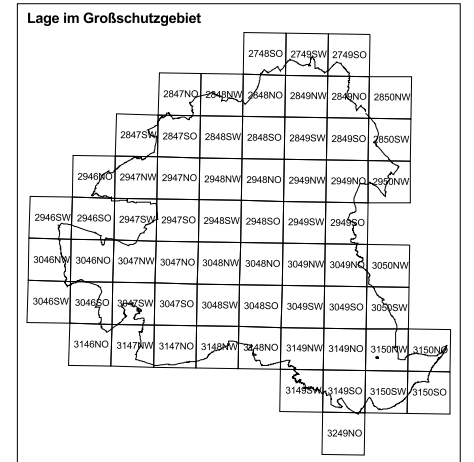 Lage im Großschutzgebiet
2748SO 2749SW 2749SO
2847NO 2848NW 2848NO 2849NW 2849NO 2850NW
2847SW 2847SO 2848SW 2848SO 2849SW 2849SO 2850SW
2946NO 2947NW 2947NO 2948NW 2948NO 2949NW 2949NO 2950NW
2946SW 2946SO 2947SW 2947SO 2948SW 2948SO 2949SW 2949SO
3046NW 3046NO 3047NW 3047NO 3048NW 3048NO 3049NW 3049NO 3050NW
3046SW 3046SO 3047SW 3047SO 3048SW 3048SO 3049SW 3049SO 3050SW
3146NO 3147NW 3147NO 3148NW 3148NO 3149NW 3149NO 3150NW 3150NO
3149SW 3149SO 3150SW 3150SO
3249NO